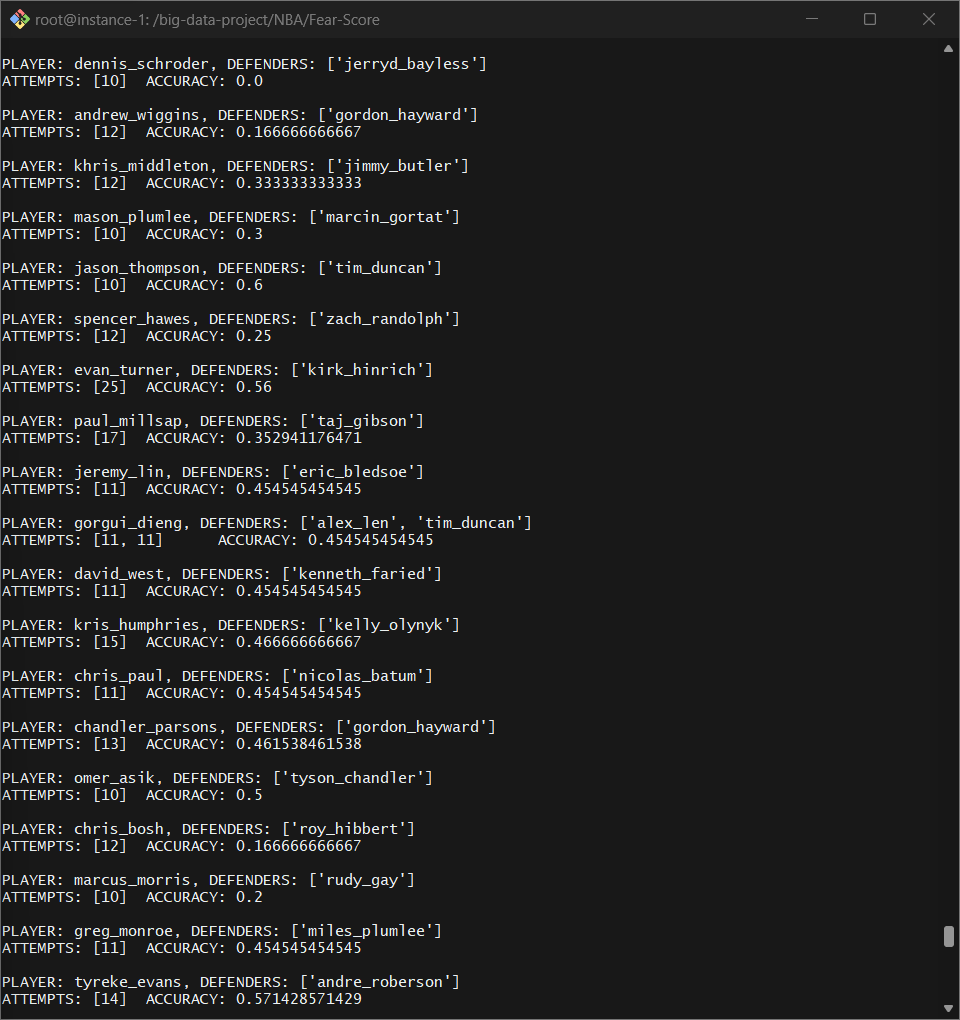 root@instance-1: /big-data-project/NBA/Fear-Score
PLAYER: dennis_schroder, DEFENDERS: ['jerryd_bayless']
ATTEMPTS: [10]  ACCURACY: 0.0
PLAYER: andrew_wiggins, DEFENDERS: ['gordon_hayward']
ATTEMPTS: [12]  ACCURACY: 0.166666666667
PLAYER: khris_middleton, DEFENDERS: ['jimmy_butler']
ATTEMPTS: [12]  ACCURACY: 0.333333333333
PLAYER: mason_plumlee, DEFENDERS: ['marcin_gortat']
ATTEMPTS: [10]  ACCURACY: 0.3
PLAYER: jason_thompson, DEFENDERS: ['tim_duncan']
ATTEMPTS: [10]  ACCURACY: 0.6
PLAYER: spencer_hawes, DEFENDERS: ['zach_randolph']
ATTEMPTS: [12]  ACCURACY: 0.25
PLAYER: evan_turner, DEFENDERS: ['kirk_hinrich']
ATTEMPTS: [25]  ACCURACY: 0.56
PLAYER: paul_millsap, DEFENDERS: ['taj_gibson']
ATTEMPTS: [17]  ACCURACY: 0.352941176471
PLAYER: jeremy_lin, DEFENDERS: ['eric_bledsoe']
ATTEMPTS: [11]  ACCURACY: 0.454545454545
PLAYER: gorgui_dieng, DEFENDERS: ['alex_len', 'tim_duncan']
ATTEMPTS: [11, 11]      ACCURACY: 0.454545454545
PLAYER: david_west, DEFENDERS: ['kenneth_faried']
ATTEMPTS: [11]  ACCURACY: 0.454545454545
PLAYER: kris_humphries, DEFENDERS: ['kelly_olynyk']
ATTEMPTS: [15]  ACCURACY: 0.466666666667
PLAYER: chris_paul, DEFENDERS: ['nicolas_batum']
ATTEMPTS: [11]  ACCURACY: 0.454545454545
PLAYER: chandler_parsons, DEFENDERS: ['gordon_hayward']
ATTEMPTS: [13]  ACCURACY: 0.461538461538
PLAYER: omer_asik, DEFENDERS: ['tyson_chandler']
ATTEMPTS: [10]  ACCURACY: 0.5
PLAYER: chris_bosh, DEFENDERS: ['roy_hibbert']
ATTEMPTS: [12]  ACCURACY: 0.166666666667
PLAYER: marcus_morris, DEFENDERS: ['rudy_gay']
ATTEMPTS: [10]  ACCURACY: 0.2
PLAYER: greg_monroe, DEFENDERS: ['miles_plumlee']
ATTEMPTS: [11]  ACCURACY: 0.454545454545
PLAYER: tyreke_evans, DEFENDERS: ['andre_roberson']
ATTEMPTS: [14]  ACCURACY: 0.571428571429